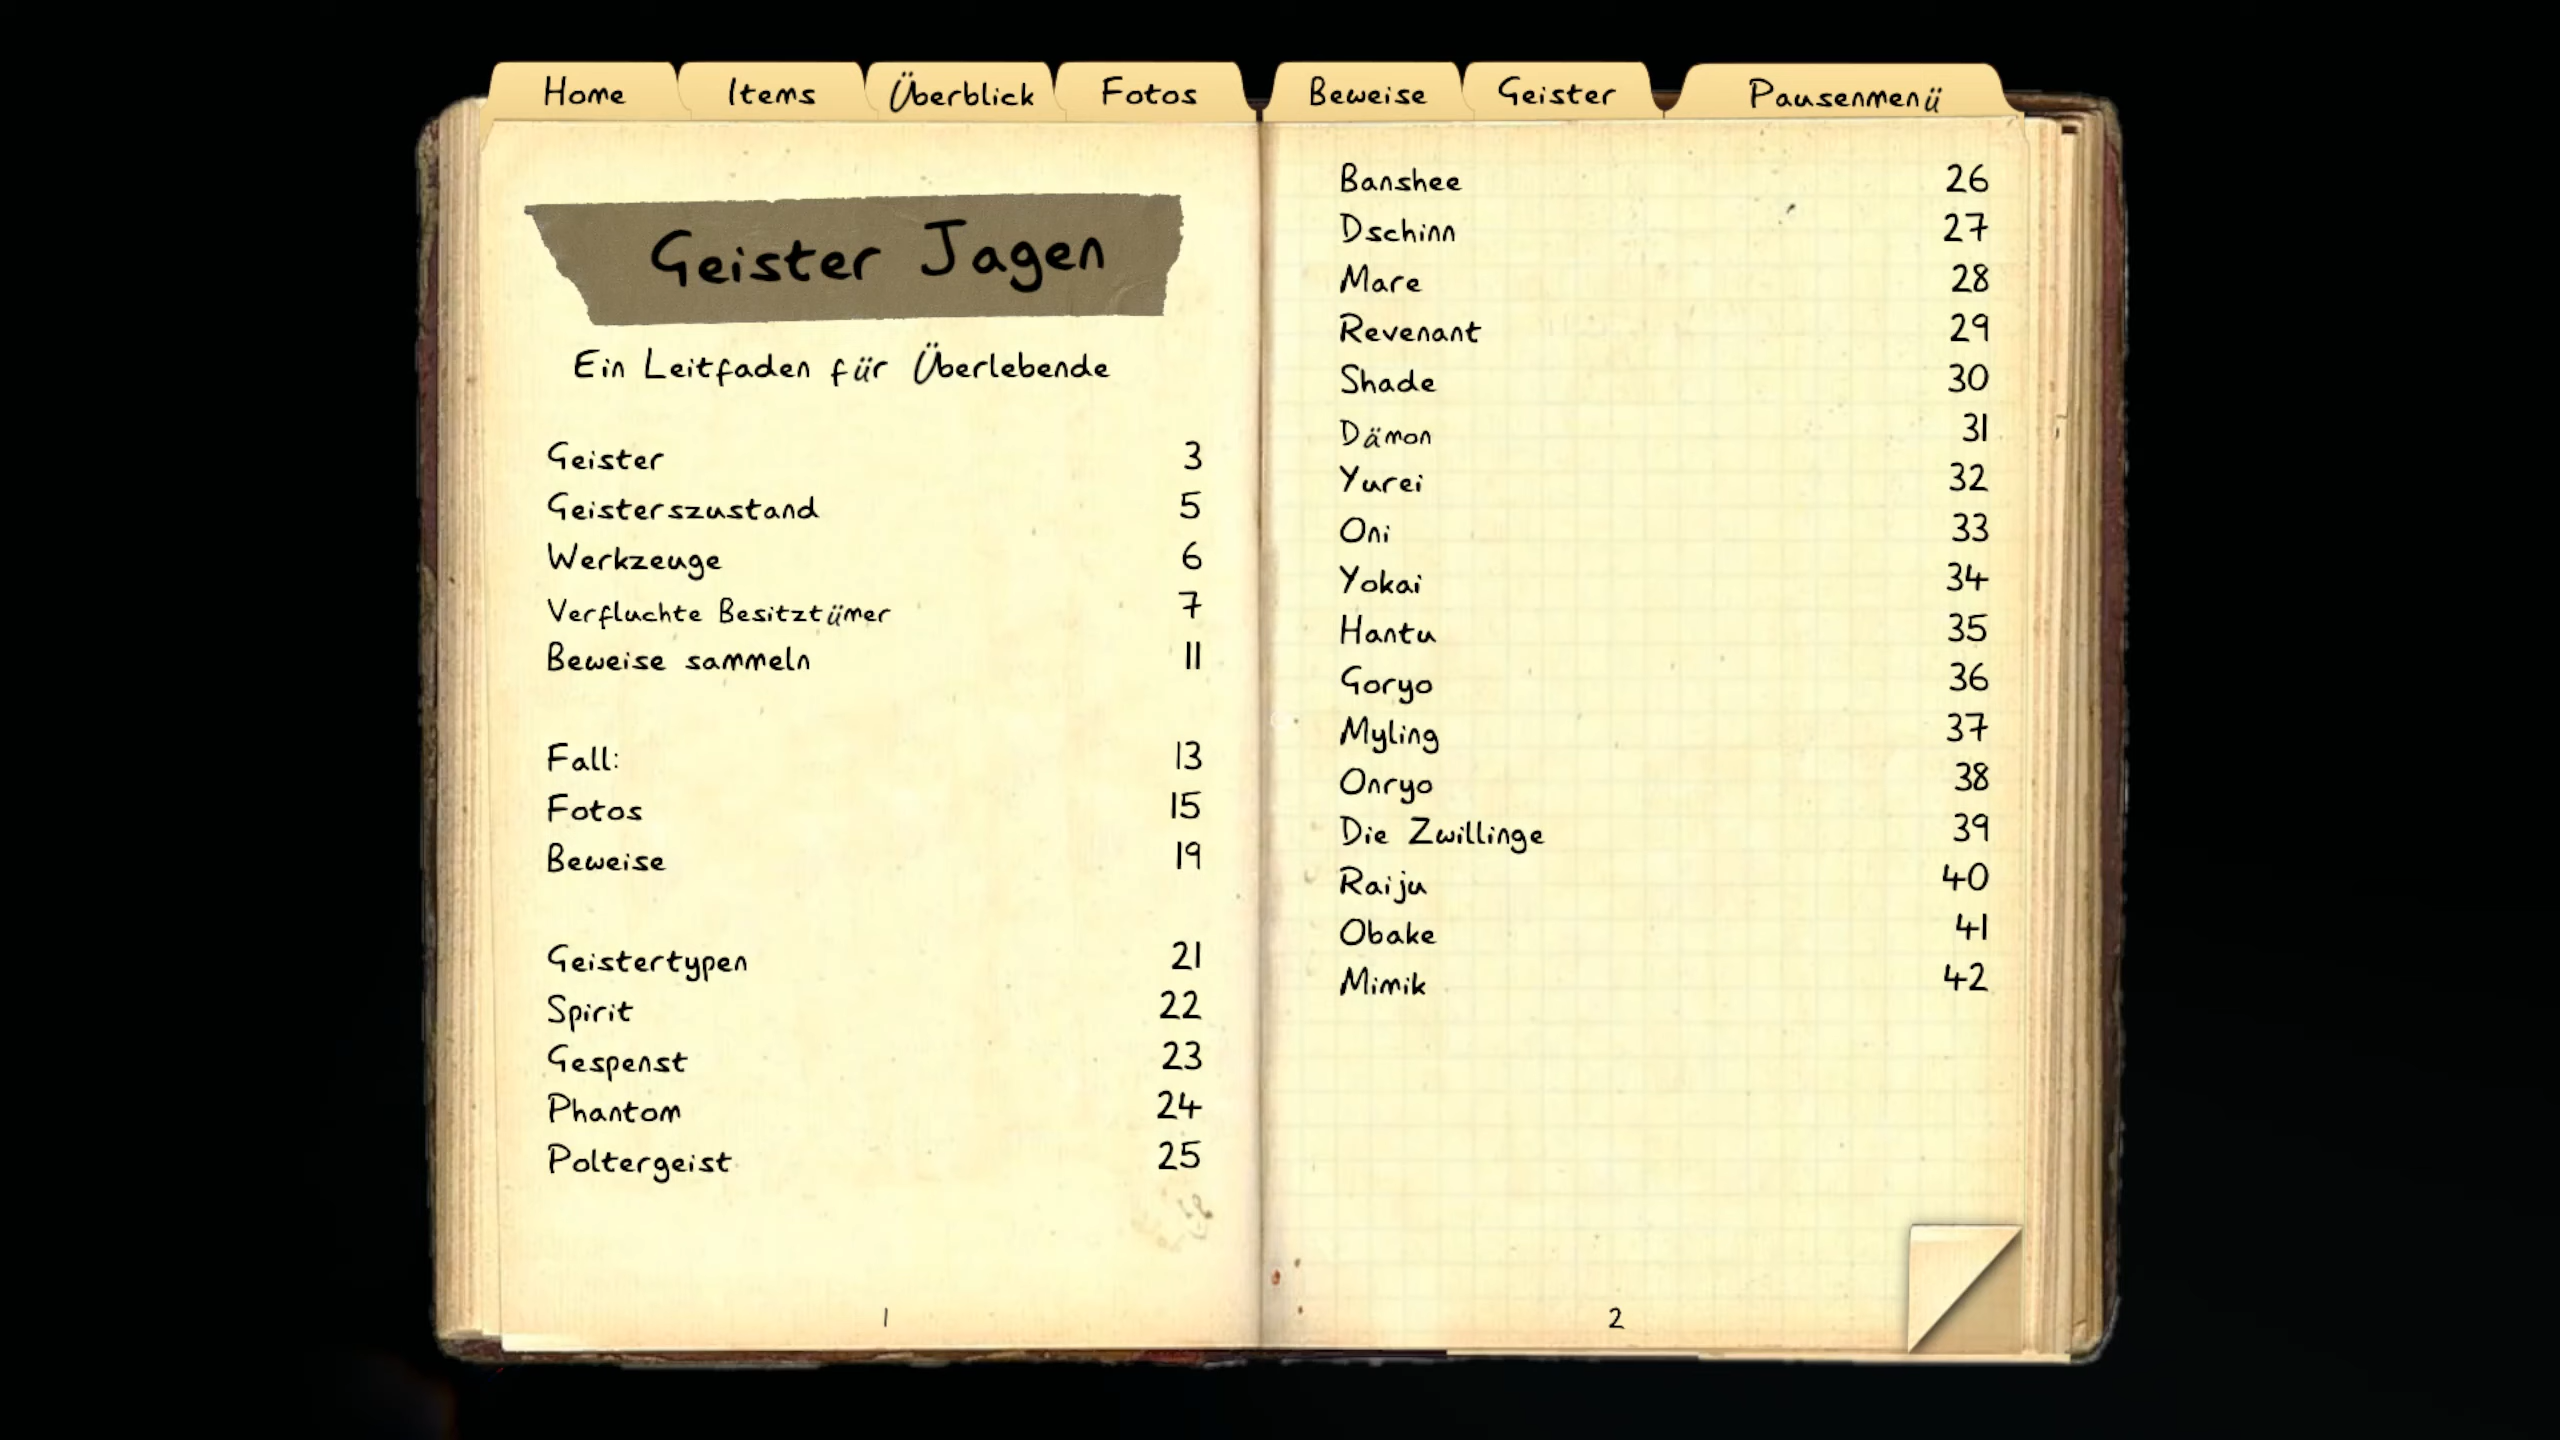 Home Items Überblick Fotos Beweise Geister Pausenmenü
Geister Jagen
Ein Leitfaden für Überlebende
Geister 3
Geisterszustand 5
Werkzeuge 6
Verfluchte Besitztümer 7
Beweise sammeln 11
Fall: 13
Fotos 15
Beweise 19
Geistertypen 21
Spirit 22
Gespenst 23
Phantom 24
Poltergeist 25
1
Banshee 26
Dschinn 27
Mare 28
Revenant 29
Shade 30
Dämon 31
Yurei 32
Oni 33
Yokai 34
Hantu 35
Goryo 36
Myling 37
Onryo 38
Die Zwillinge 39
Raiju 40
Obake 41
Mimik 42
2